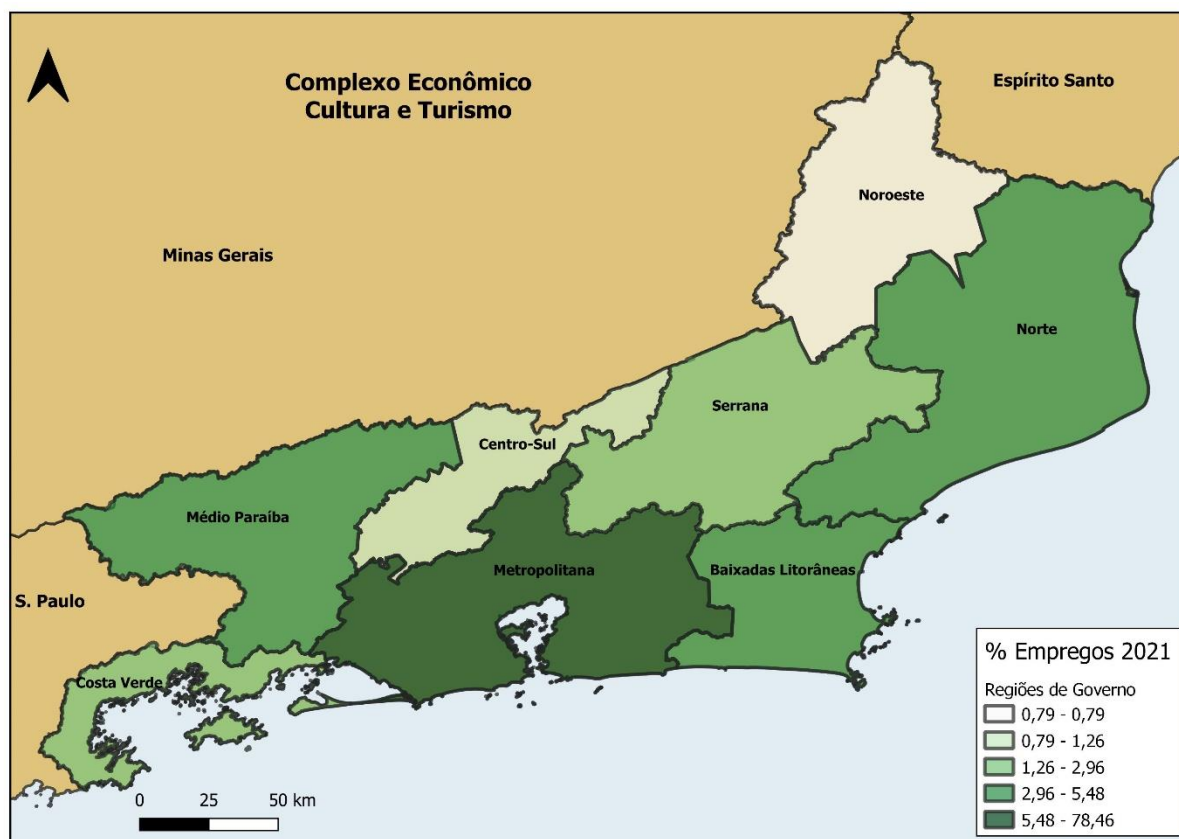 Complexo Econômico
Cultura e Turismo
Espírito Santo
Noroeste
Minas Gerais
Norte
Serrana
Centro-Sul
Médio Paraíba
Metropolitana
Baixadas Litorâneas
S. Paulo
Costa Verde
% Empregos 2021
Regiões de Governo
0,79 - 0,79
0,79 - 1,26
1,26 - 2,96
2,96 - 5,48
5,48 - 78,46
0 25 50 km